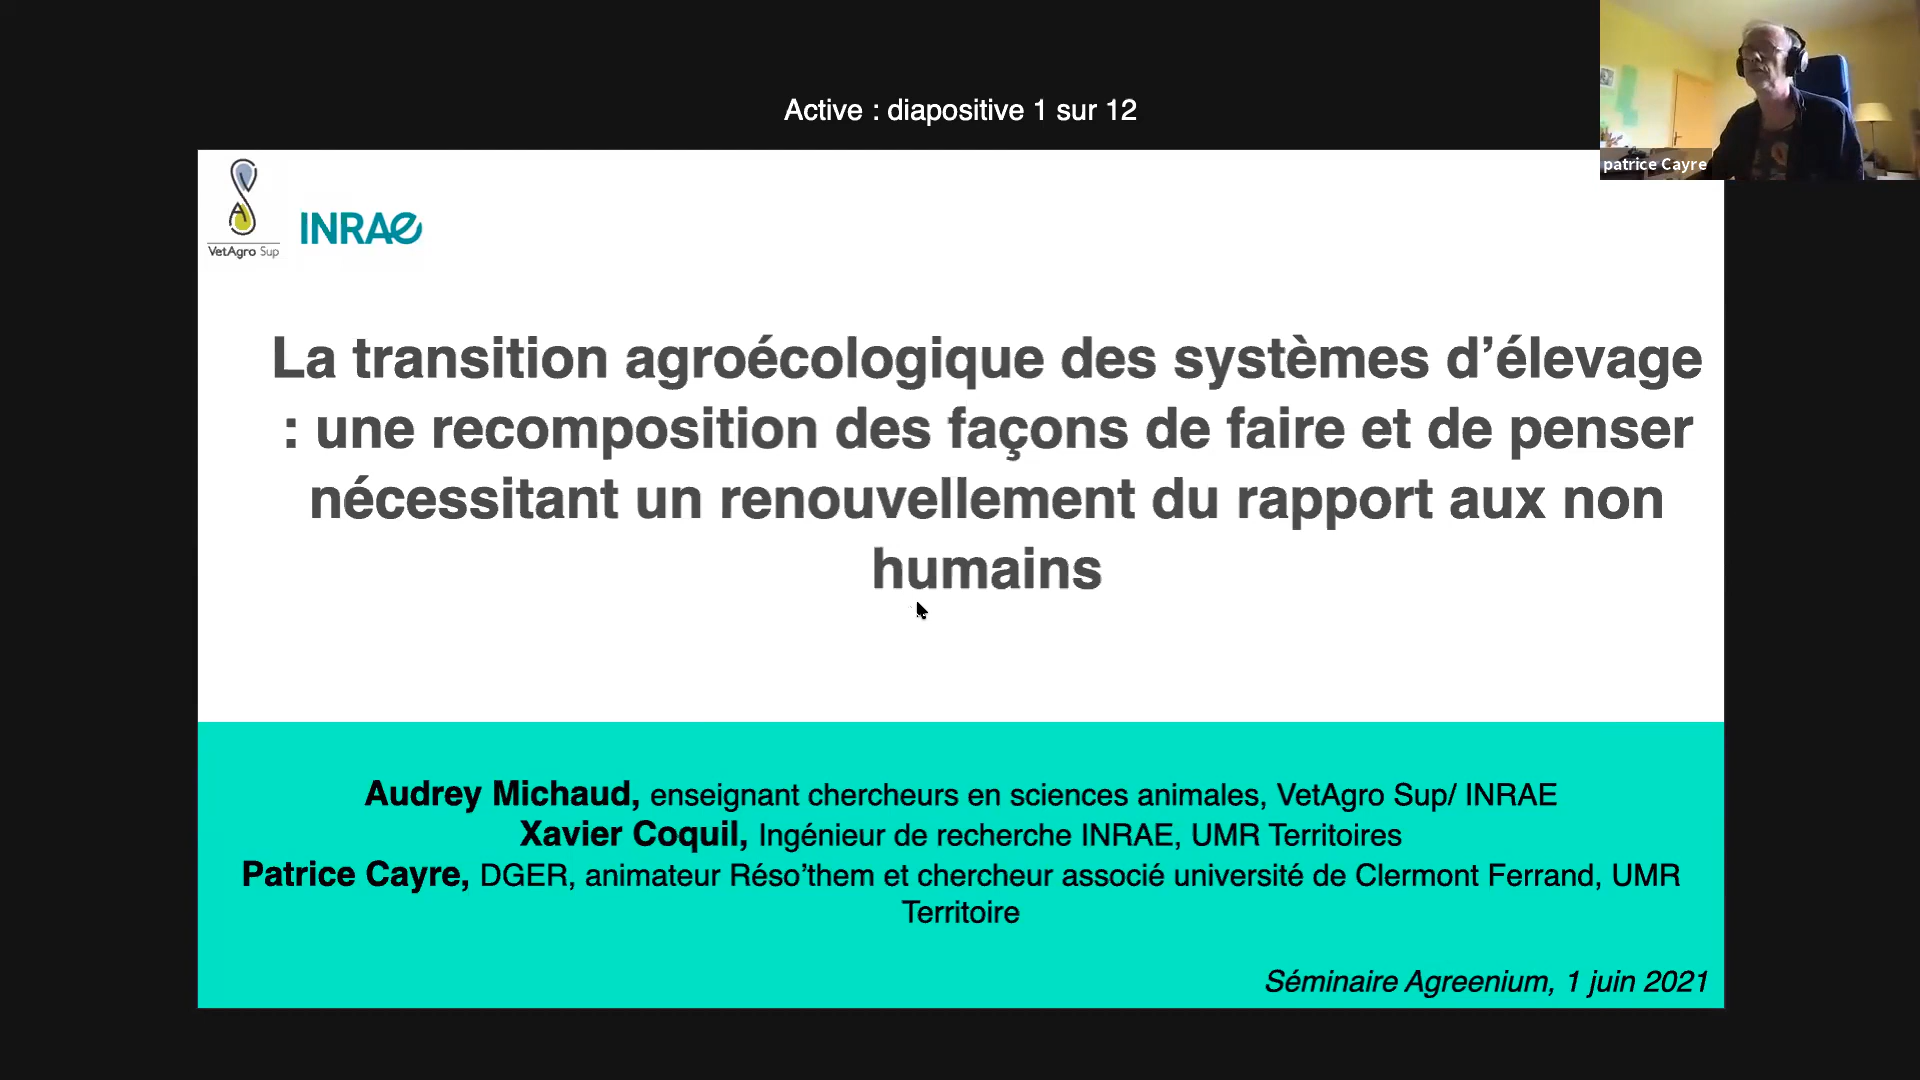 Active : diapositive 1 sur 12
patrice Cayre
VetAgro Sup
INRAE
La transition agroécologique des systèmes d’élevage
: une recomposition des façons de faire et de penser
nécessitant un renouvellement du rapport aux non
humains
Audrey Michaud, enseignant chercheurs en sciences animales, VetAgro Sup/ INRAE
Xavier Coquil, Ingénieur de recherche INRAE, UMR Territoires
Patrice Cayre, DGER, animateur Réso’them et chercheur associé université de Clermont Ferrand, UMR
Territoire
Séminaire Agreenium, 1 juin 2021